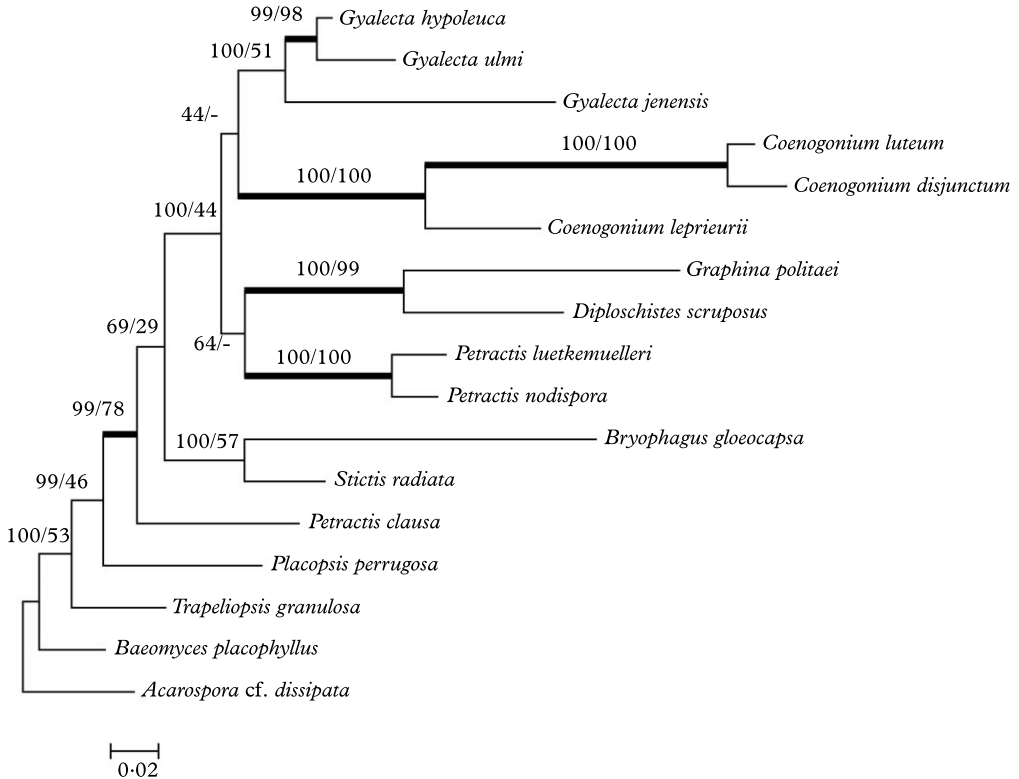 99/98
Gyalecta hypoleuca
100/51
Gyalecta ulmi
Gyalecta jenensis
44/-
100/100
Coenogonium luteum
100/100
Coenogonium disjunctum
100/44
Coenogonium leprieurii
100/99
Graphina politaei
Diploschistes scruposus
69/29
64/-
100/100
Petractis luetkemuelleri
Petractis nodispora
99/78
100/57
Bryophagus gloeocapsa
99/46
Stictis radiata
Petractis clausa
100/53
Placopsis perrugosa
Trapeliopsis granulosa
Baeomyces placophyllus
Acarospora cf. dissipata
0·02